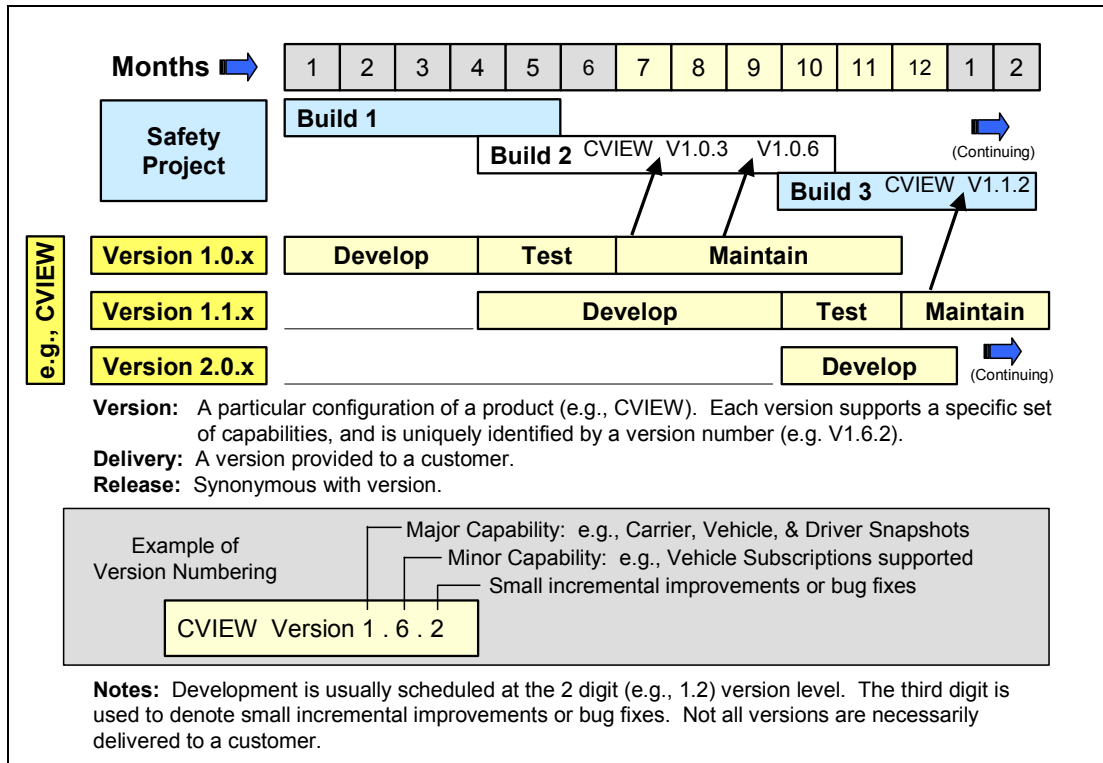 Months 1 2 3 4 5 6 7 8 9 10 11 12 1 2
Safety
Project
Build 1
Build 2 CVIEW V1.0.3 V1.0.6
(Continuing)
Build 3 CVIEW V1.1.2
e.g., CVIEW
Version 1.0.x Develop Test Maintain
Version 1.1.x Develop Test Maintain
Version 2.0.x Develop
(Continuing)
Version: A particular configuration of a product (e.g., CVIEW). Each version supports a specific set
of capabilities, and is uniquely identified by a version number (e.g. V1.6.2).
Delivery: A version provided to a customer.
Release: Synonymous with version.
Example of
Version Numbering
Major Capability: e.g., Carrier, Vehicle, & Driver Snapshots
Minor Capability: e.g., Vehicle Subscriptions supported
Small incremental improvements or bug fixes
CVIEW Version 1 . 6 . 2
Notes: Development is usually scheduled at the 2 digit (e.g., 1.2) version level. The third digit is
used to denote small incremental improvements or bug fixes. Not all versions are necessarily
delivered to a customer.